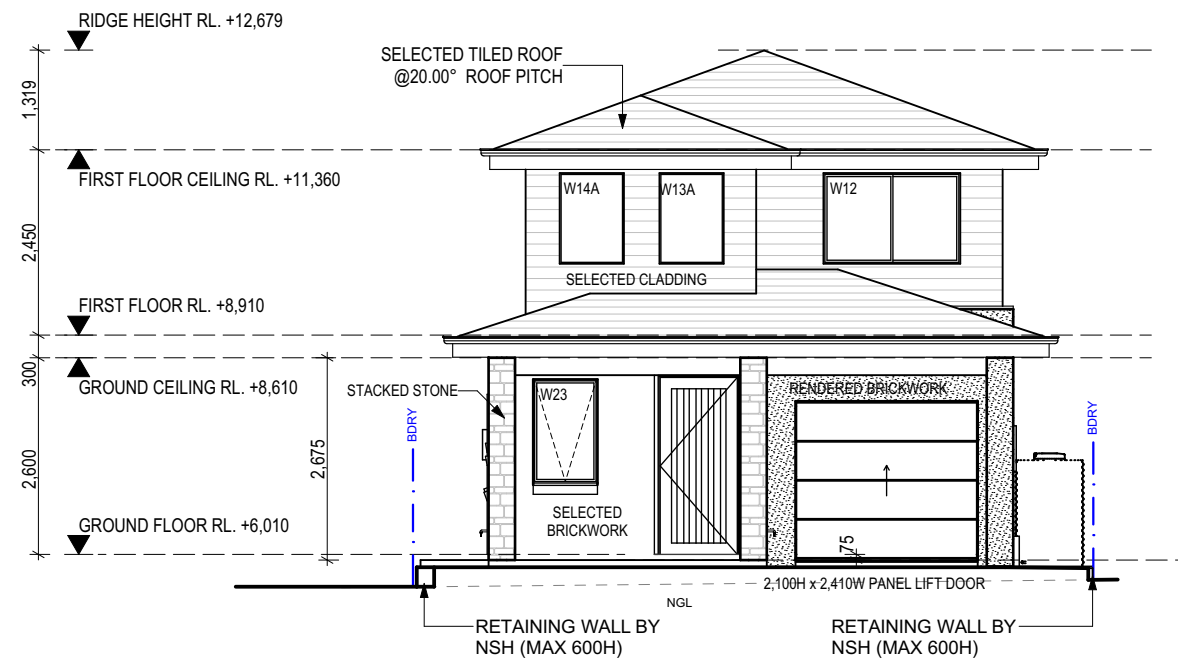 RIDGE HEIGHT RL. +12,679
SELECTED TILED ROOF
@20.00° ROOF PITCH
1,319
FIRST FLOOR CEILING RL. +11,360
W14A
W13A
W12
2,450
SELECTED CLADDING
FIRST FLOOR RL. +8,910
300
GROUND CEILING RL. +8,610
STACKED STONE
W23
RENDERED BRICKWORK
BDRY
BDRY
2,600
2,675
SELECTED
BRICKWORK
GROUND FLOOR RL. +6,010
75
2,100H x 2,410W PANEL LIFT DOOR
NGL
RETAINING WALL BY
NSH (MAX 600H)
RETAINING WALL BY
NSH (MAX 600H)